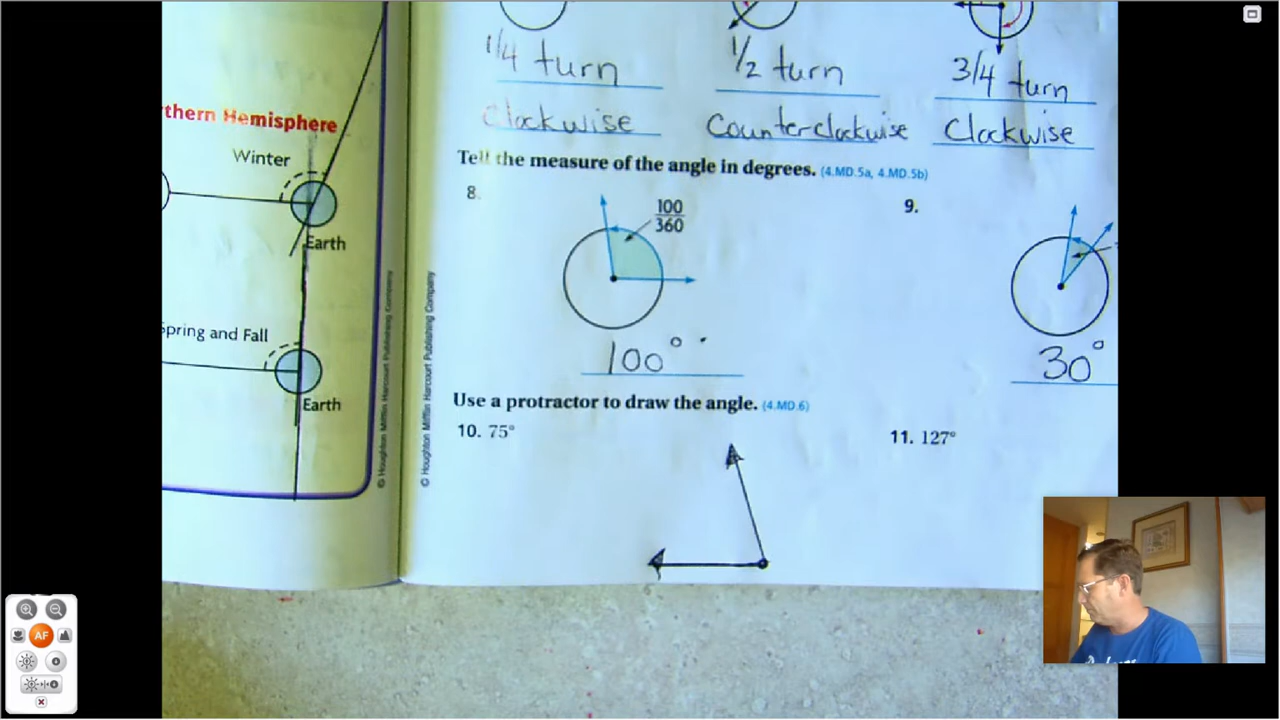 1/4 turn
1/2 turn
3/4 turn
Clockwise
Counterclockwise
Clockwise
thern Hemisphere
Winter
Earth
Spring and Fall
Earth
© Houghton Mifflin Harcourt Publishing Company
© Houghton Mifflin Harcourt Publishing Company
Tell the measure of the angle in degrees. (4.MD.5a, 4.MD.5b)
8.
100
360
9.
100°
30°
Use a protractor to draw the angle. (4.MD.6)
10. 75°
11. 127°
AF